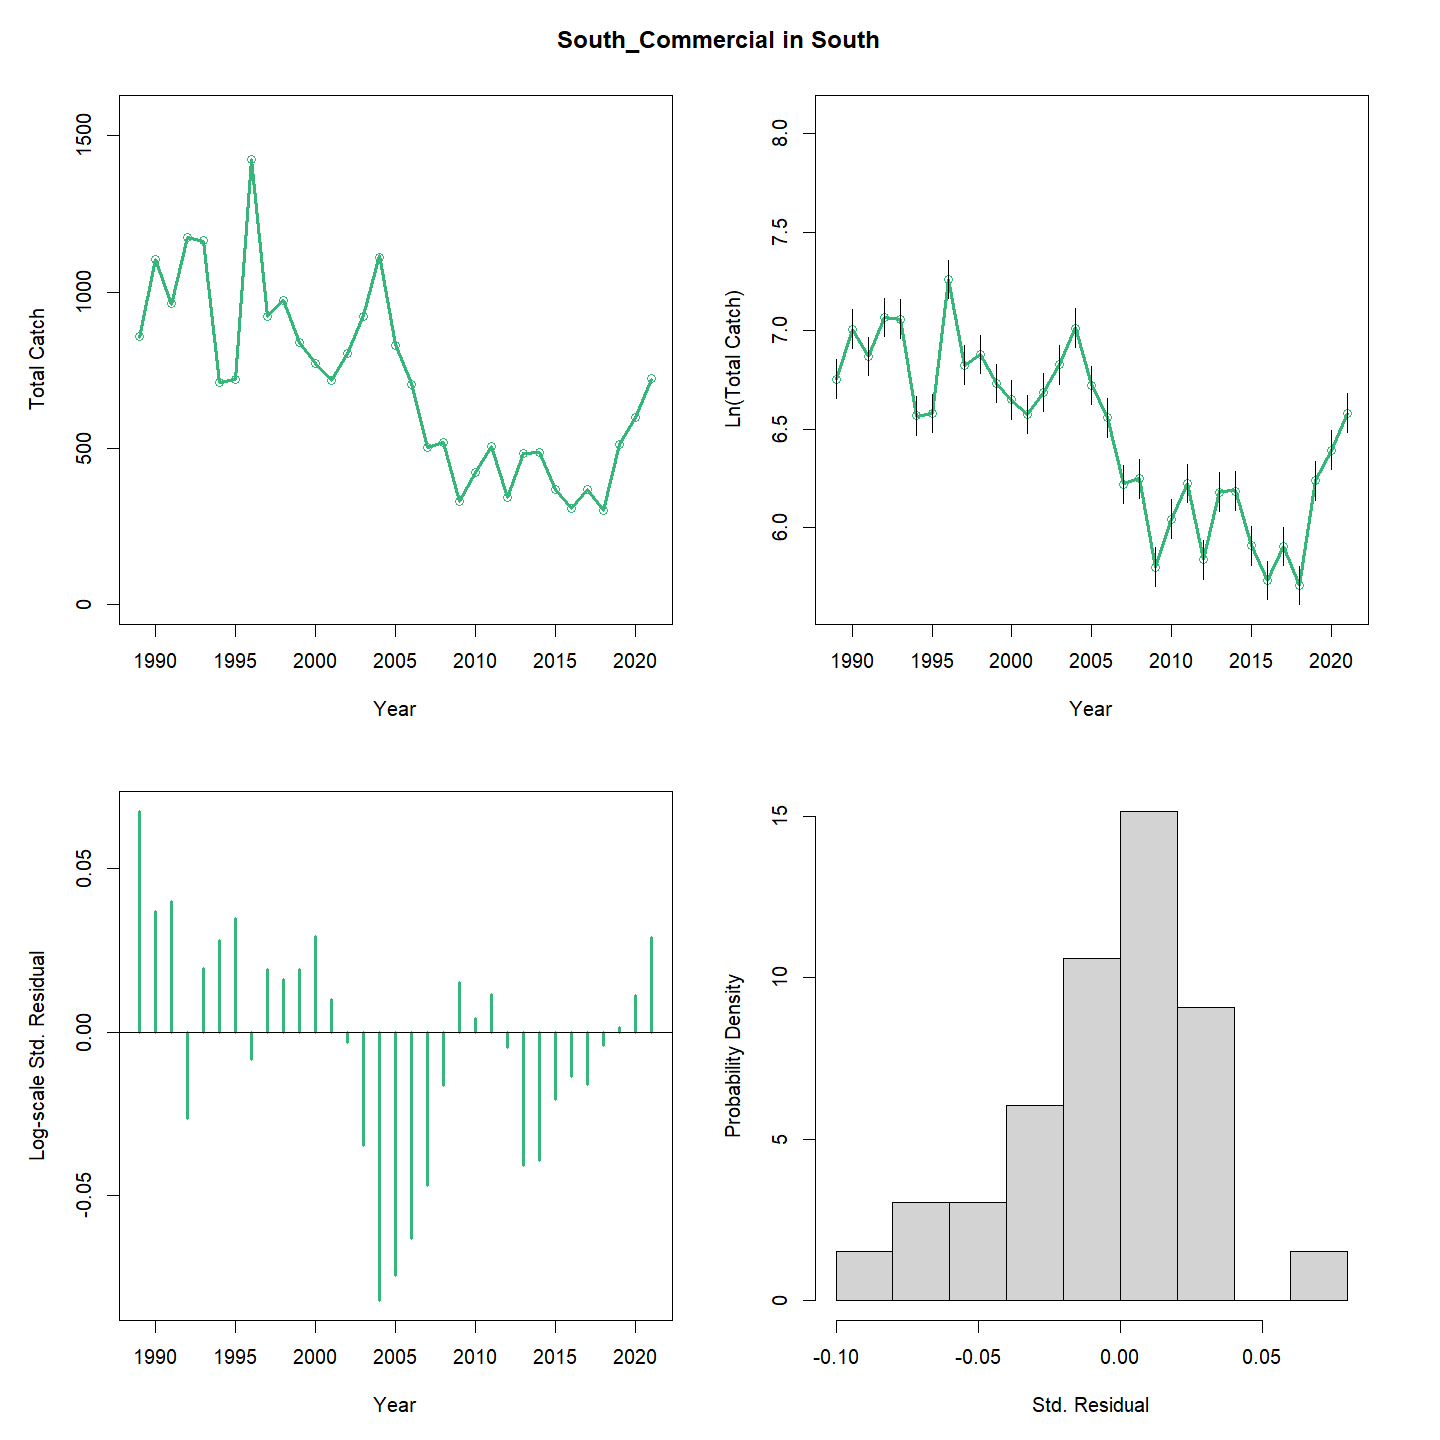 South_Commercial in South
Total Catch
1500
1000
500
0
1990 1995 2000 2005 2010 2015 2020
Year
Ln(Total Catch)
8.0
7.5
7.0
6.5
6.0
1990 1995 2000 2005 2010 2015 2020
Year
Log-scale Std. Residual
0.05
0.00
-0.05
1990 1995 2000 2005 2010 2015 2020
Year
Probability Density
15
10
5
0
-0.10 -0.05 0.00 0.05
Std. Residual